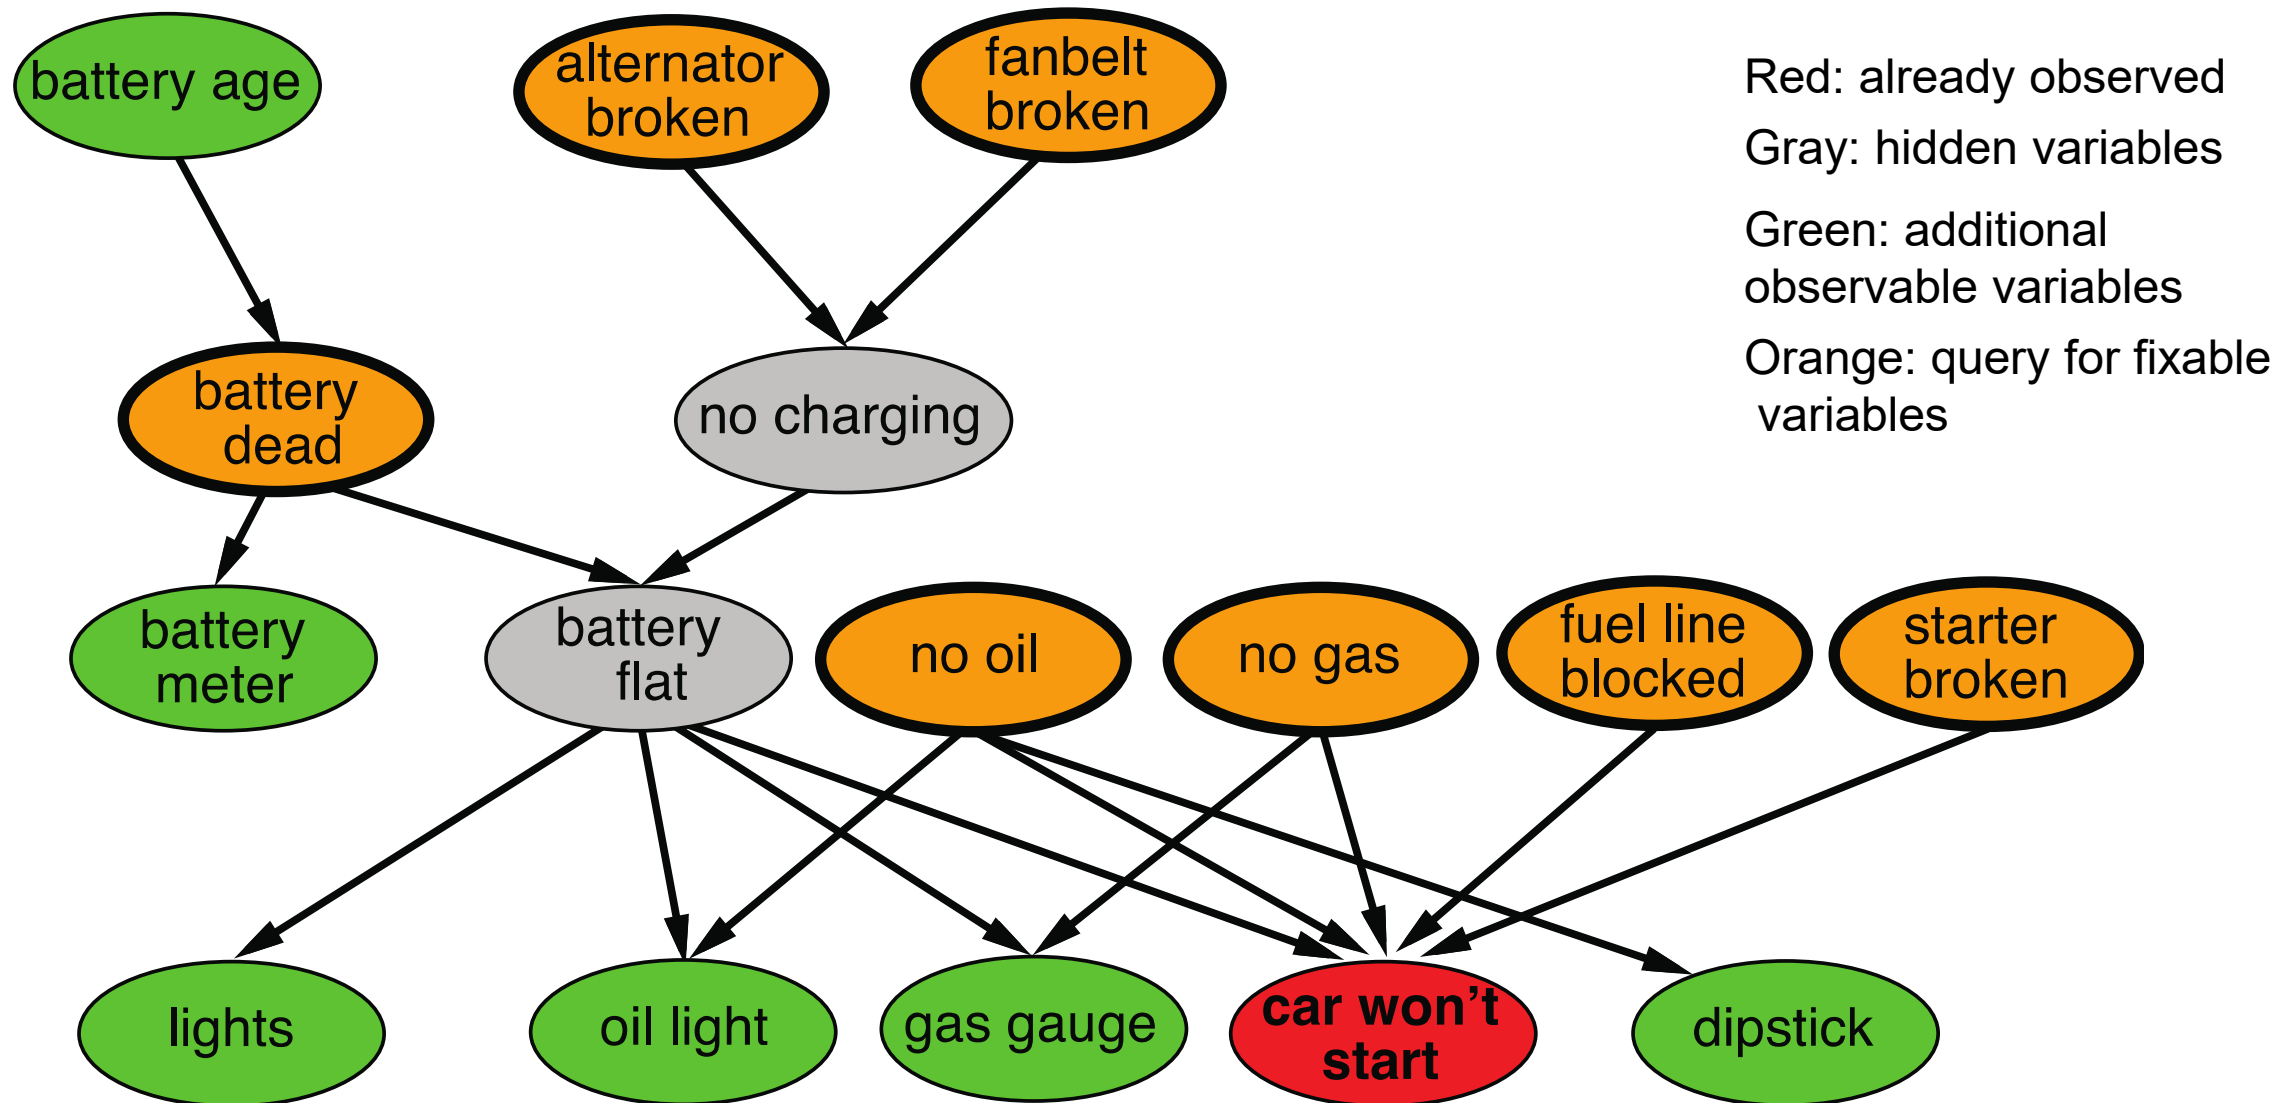 battery age
alternator
broken
fanbelt
broken
Red: already observed
Gray: hidden variables
Green: additional
observable variables
Orange: query for fixable
variables
battery
dead
no charging
battery
meter
battery
flat
no oil
no gas
fuel line
blocked
starter
broken
lights
oil light
gas gauge
car won’t
start
dipstick